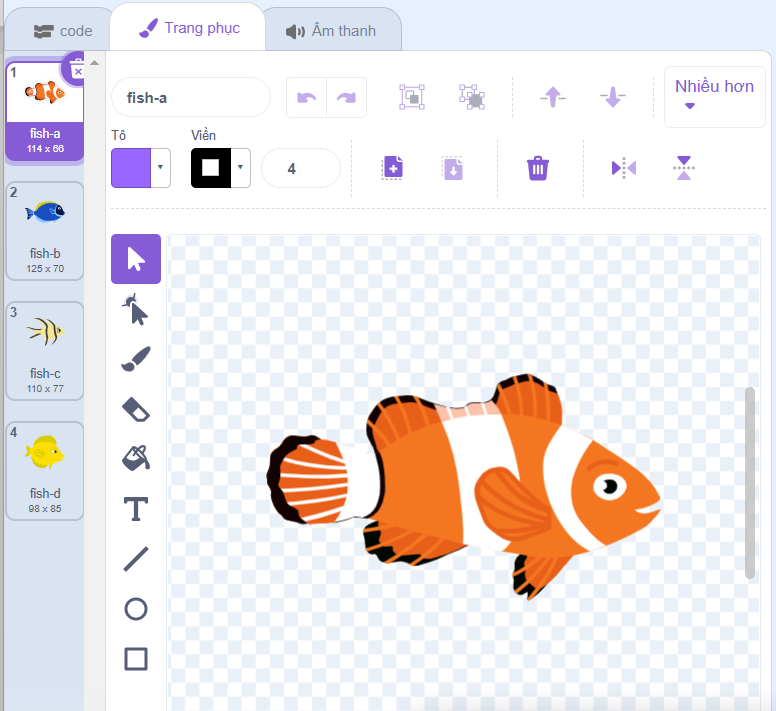 code
Trang phục
Âm thanh
1
fish-a
114 x 66
2
fish-b
125 x 70
3
fish-c
110 x 77
4
fish-d
98 x 85
fish-a
Nhiều hơn
Tô
Viền
4
T